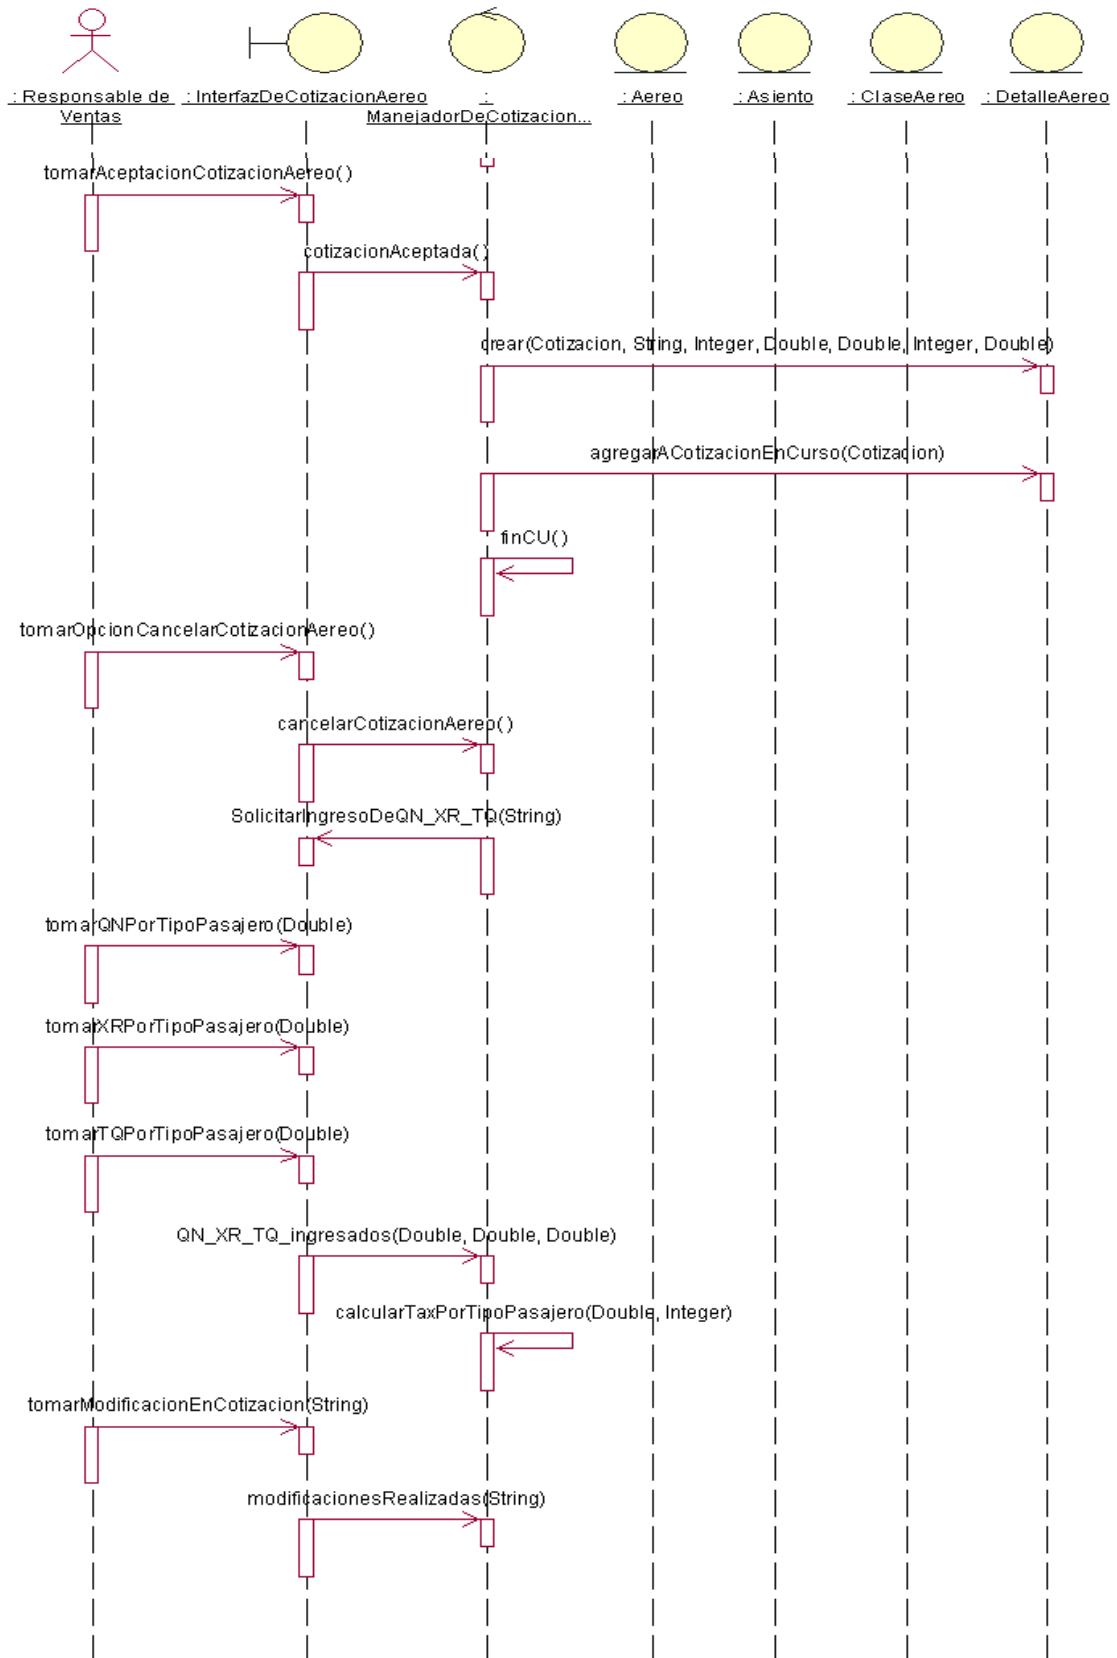 : Responsable de
Ventas
: InterfazDeCotizacionAereo
:
ManejadorDeCotizacion...
: Aereo
: Asiento
: ClaseAereo
: DetalleAereo
tomarAceptacionCotizacionAereo()
cotizacionAceptada()
crear(Cotizacion, String, Integer, Double, Double, Integer, Double)
agregarACotizacionEnCurso(Cotizacion)
finCU()
tomarOpcionCancelarCotizacionAereo()
cancelarCotizacionAereo()
SolicitarIngresoDeQN_XR_TQ(String)
tomarQNPorTipoPasajero(Double)
tomarXRPorTipoPasajero(Double)
tomarTQPorTipoPasajero(Double)
QN_XR_TQ_ingresados(Double, Double, Double)
calcularTaxPorTipoPasajero(Double, Integer)
tomarModificacionEnCotizacion(String)
modificacionesRealizadas(String)